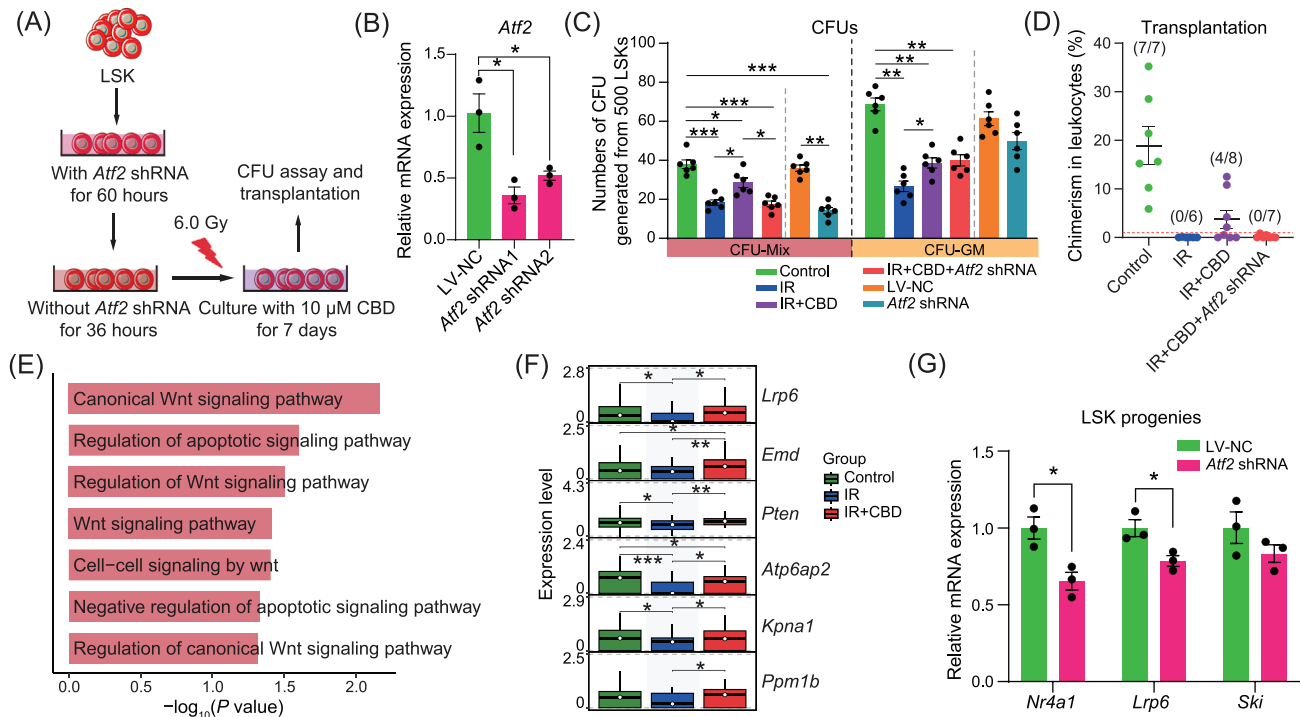 (A)
LSK
With Atf2 shRNA
for 60 hours
CFU assay and
transplantation
6.0 Gy
Without Atf2 shRNA
for 36 hours
Culture with 10 μM CBD
for 7 days
(B)
Atf2
Relative mRNA expression
1.5
1.0
0.5
0.0
*
*
LV-NC
Atf2 shRNA1
Atf2 shRNA2
(C)
CFUs
Numbers of CFU
generated from 500 LSKs
100
80
60
40
20
0
***
***
*
***
*
*
**
**
**
**
*
CFU-Mix
CFU-GM
Control
IR
IR+CBD
IR+CBD+Atf2 shRNA
LV-NC
Atf2 shRNA
(D)
Transplantation
Chimerism in leukocytes (%)
40
30
20
10
0
(7/7)
(0/6)
(4/8)
(0/7)
Control
IR
IR+CBD
IR+CBD+Atf2 shRNA
(E)
Canonical Wnt signaling pathway
Regulation of apoptotic signaling pathway
Regulation of Wnt signaling pathway
Wnt signaling pathway
Cell−cell signaling by wnt
Negative regulation of apoptotic signaling pathway
Regulation of canonical Wnt signaling pathway
0.0 0.5 1.0 1.5 2.0
−log10(P value)
(F)
Expression level
2.8
0
* *
Lrp6
2.5
0
*
**
Emd
4.3
0
* **
Pten
2.4
0
*
*** *
Atp6ap2
2.9
0
* *
Kpna1
2.5
0
*
Ppm1b
Group
Control
IR
IR+CBD
(G)
LSK progenies
LV-NC
Atf2 shRNA
Relative mRNA expression
1.5
1.0
0.5
0.0
*
*
Nr4a1 Lrp6 Ski